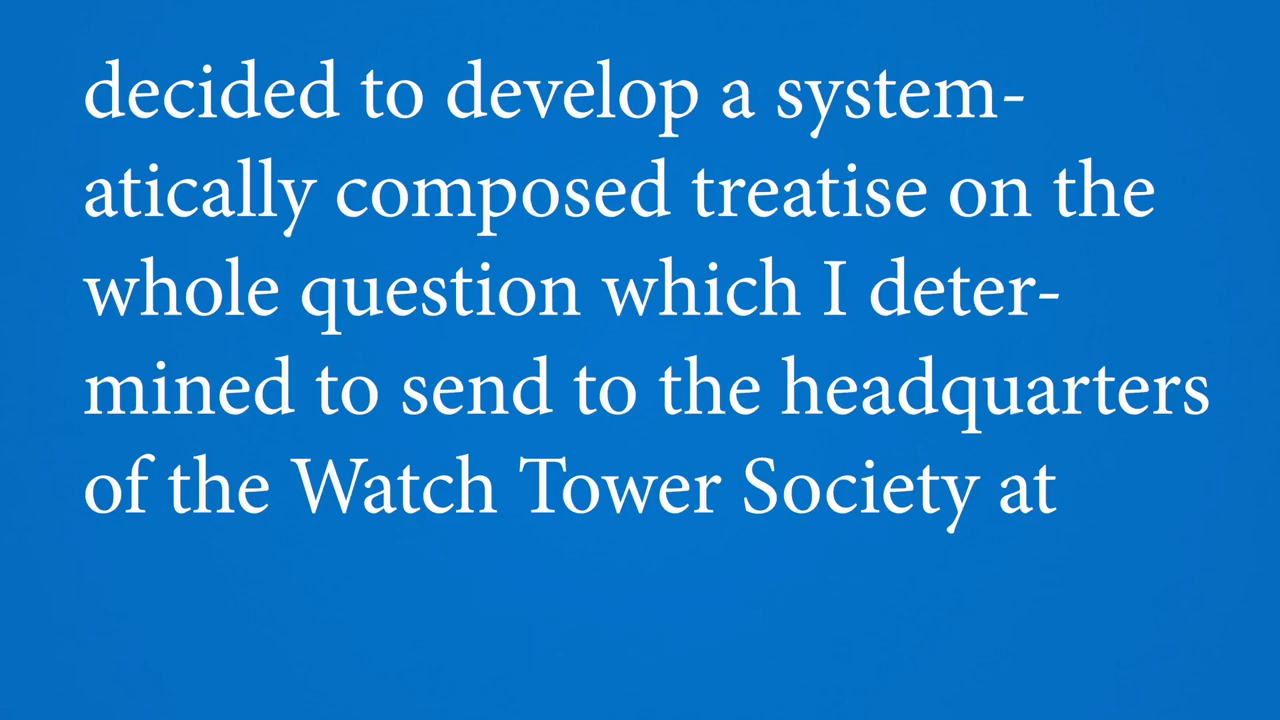 decided to develop a system-
atically composed treatise on the
whole question which I deter-
mined to send to the headquarters
of the Watch Tower Society at